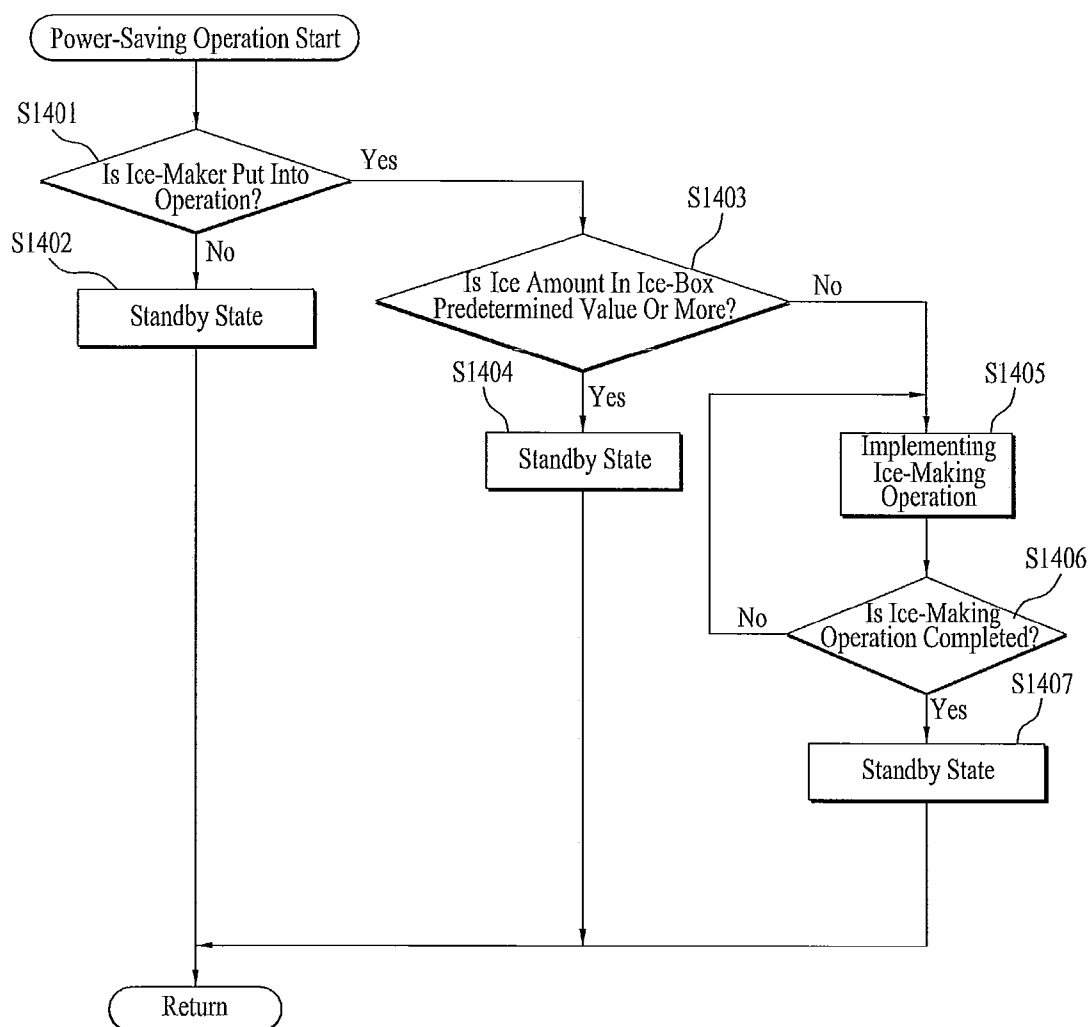 Power-Saving Operation Start
S1401
Is Ice-Maker Put Into
Operation?
Yes
No
S1402
Standby State
S1403
Is Ice Amount In Ice-Box
Predetermined Value Or More?
No
Yes
S1404
Standby State
S1405
Implementing
Ice-Making
Operation
S1406
Is Ice-Making
Operation Completed?
No
Yes
S1407
Standby State
Return